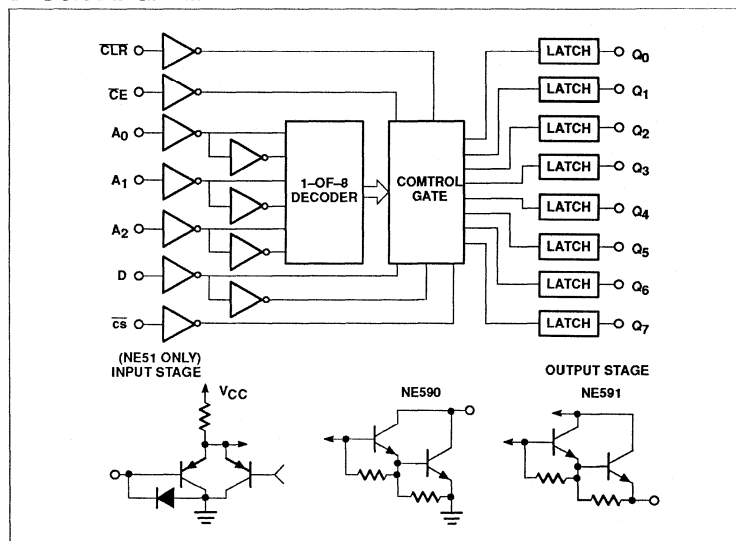 CLR
CE
A0
A1
A2
D
cs
1–OF–8
DECODER
COMTROL
GATE
LATCH Q0
LATCH Q1
LATCH Q2
LATCH Q3
LATCH Q4
LATCH Q5
LATCH Q6
LATCH Q7
(NE51 ONLY)
INPUT STAGE
VCC
NE590
OUTPUT STAGE
NE591